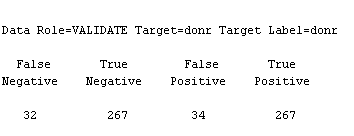 Data Role=VALIDATE Target=donr Target Label=donr
False True False True
Negative Negative Positive Positive
32 267 34 267